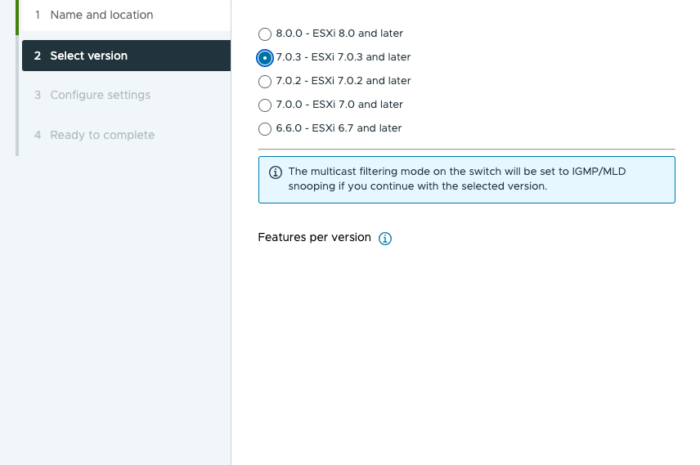 1 Name and location
2 Select version
3 Configure settings
4 Ready to complete
8.0.0 - ESXi 8.0 and later
7.0.3 - ESXi 7.0.3 and later
7.0.2 - ESXi 7.0.2 and later
7.0.0 - ESXi 7.0 and later
6.6.0 - ESXi 6.7 and later
The multicast filtering mode on the switch will be set to IGMP/MLD
snooping if you continue with the selected version.
Features per version